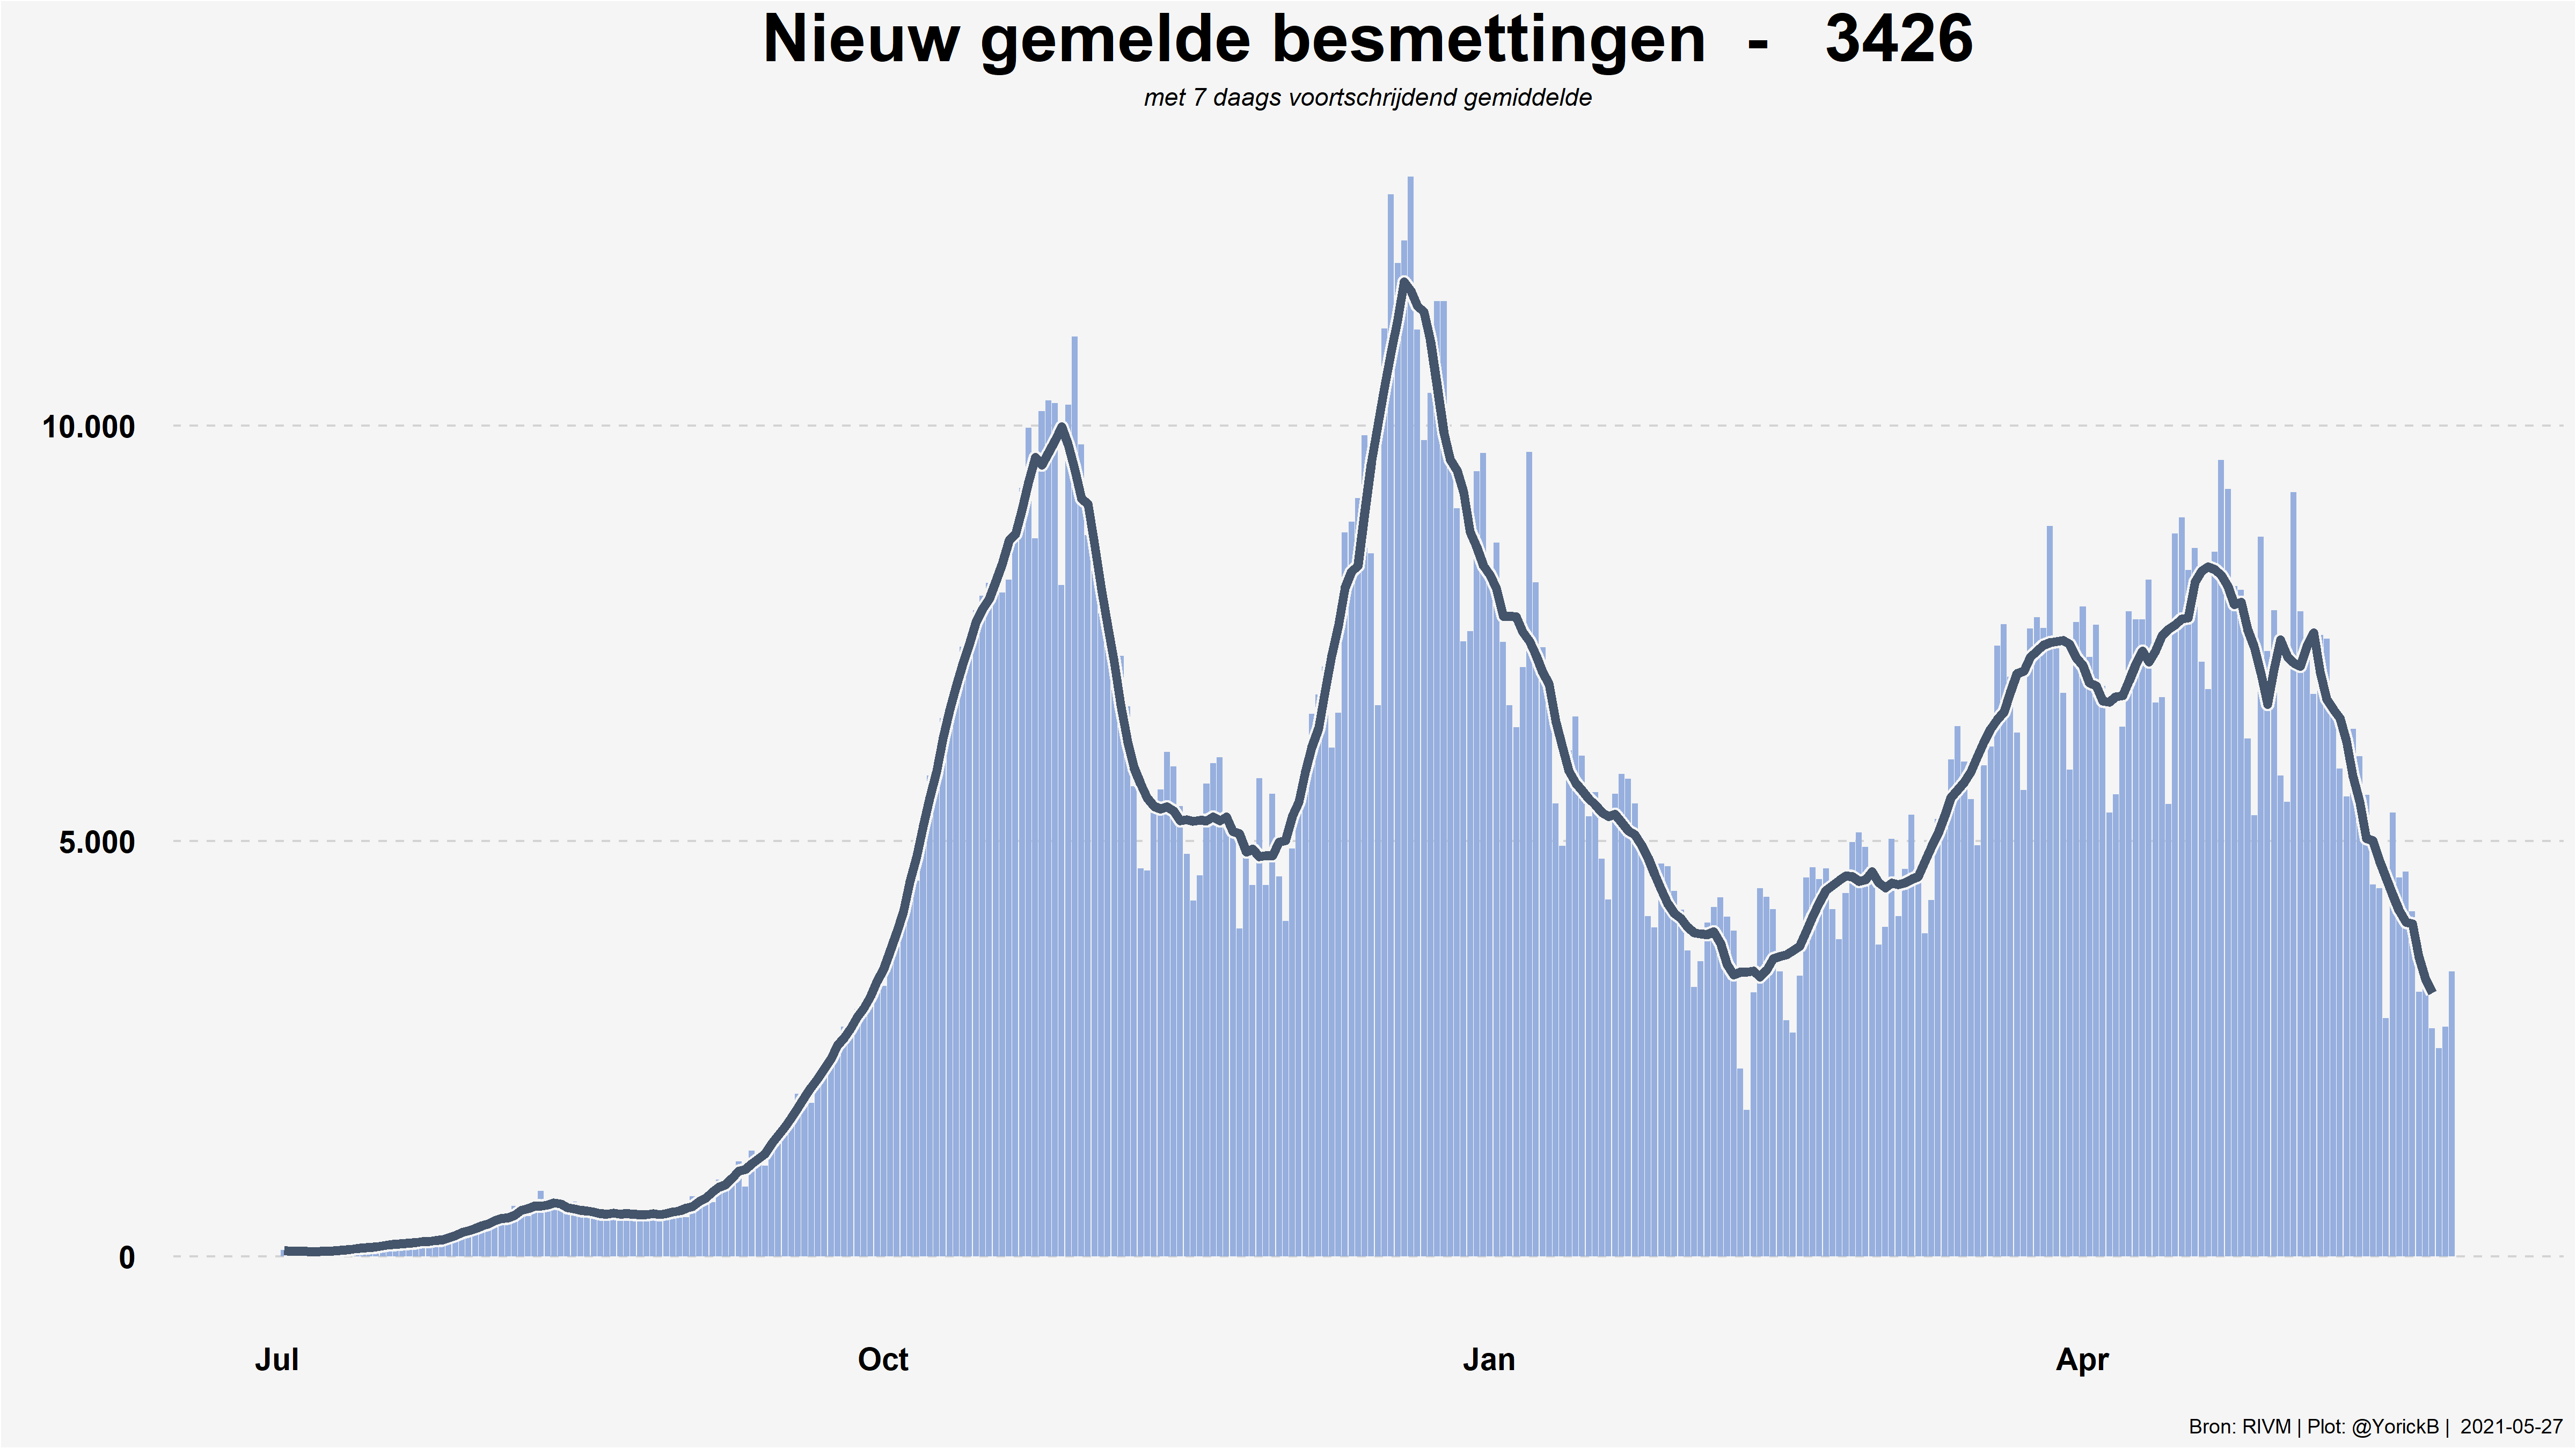 Nieuw gemelde besmettingen - 3426
met 7 daags voortschrijdend gemiddelde
10.000
5.000
0
Jul Oct Jan Apr
Bron: RIVM | Plot: @YorickB | 2021-05-27